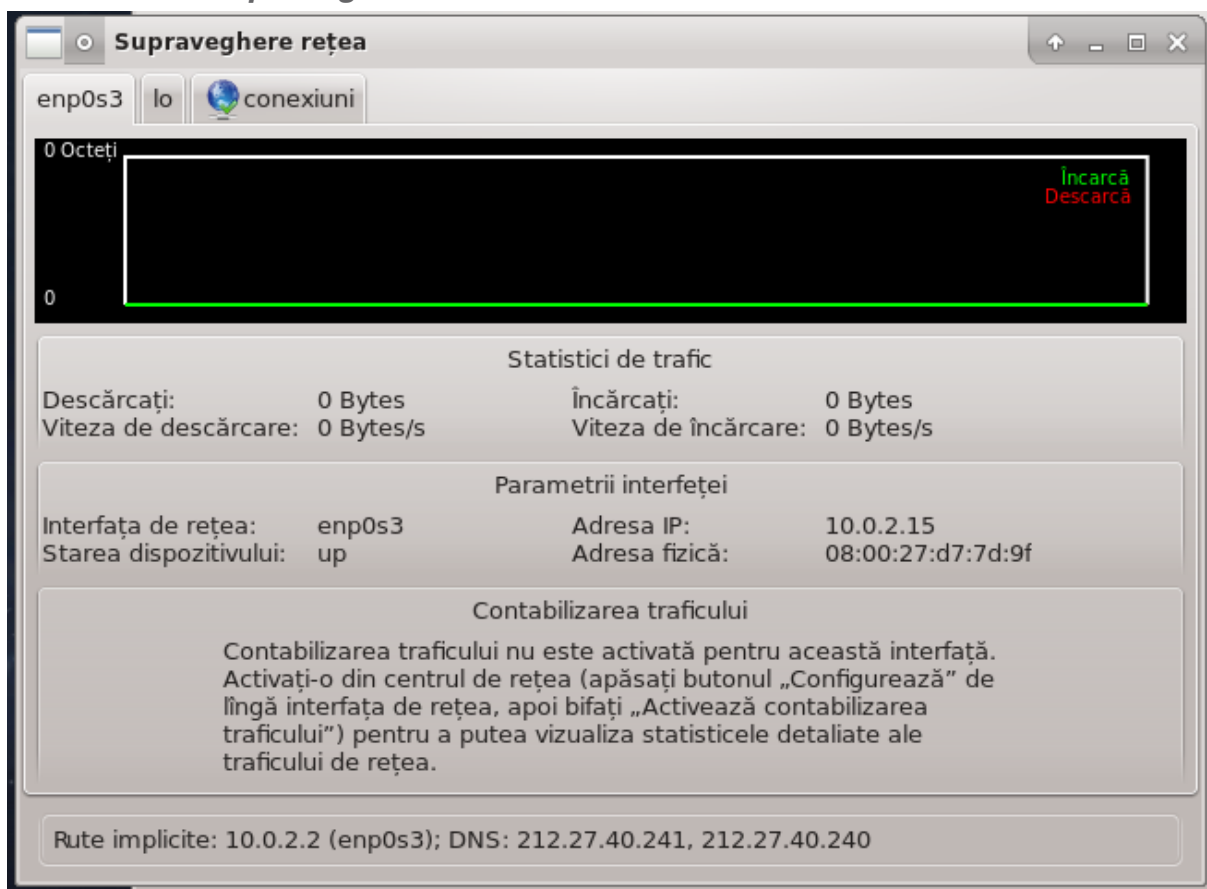 Supraveghere rețea
enp0s3 lo conexiuni
0 Octeți
Încarcă
Descarcă
0
Statistici de trafic
Descărcați: 0 Bytes Încărcați: 0 Bytes
Viteza de descărcare: 0 Bytes/s Viteza de încărcare: 0 Bytes/s
Parametrii interfeței
Interfața de rețea: enp0s3 Adresa IP: 10.0.2.15
Starea dispozitivului: up Adresa fizică: 08:00:27:d7:7d:9f
Contabilizarea traficului
Contabilizarea traficului nu este activată pentru această interfață.
Activați-o din centrul de rețea (apăsați butonul „Configurează” de
lîngă interfața de rețea, apoi bifați „Activează contabilizarea
traficului”) pentru a putea vizualiza statisticele detaliate ale
traficului de rețea.
Rute implicite: 10.0.2.2 (enp0s3); DNS: 212.27.40.241, 212.27.40.240